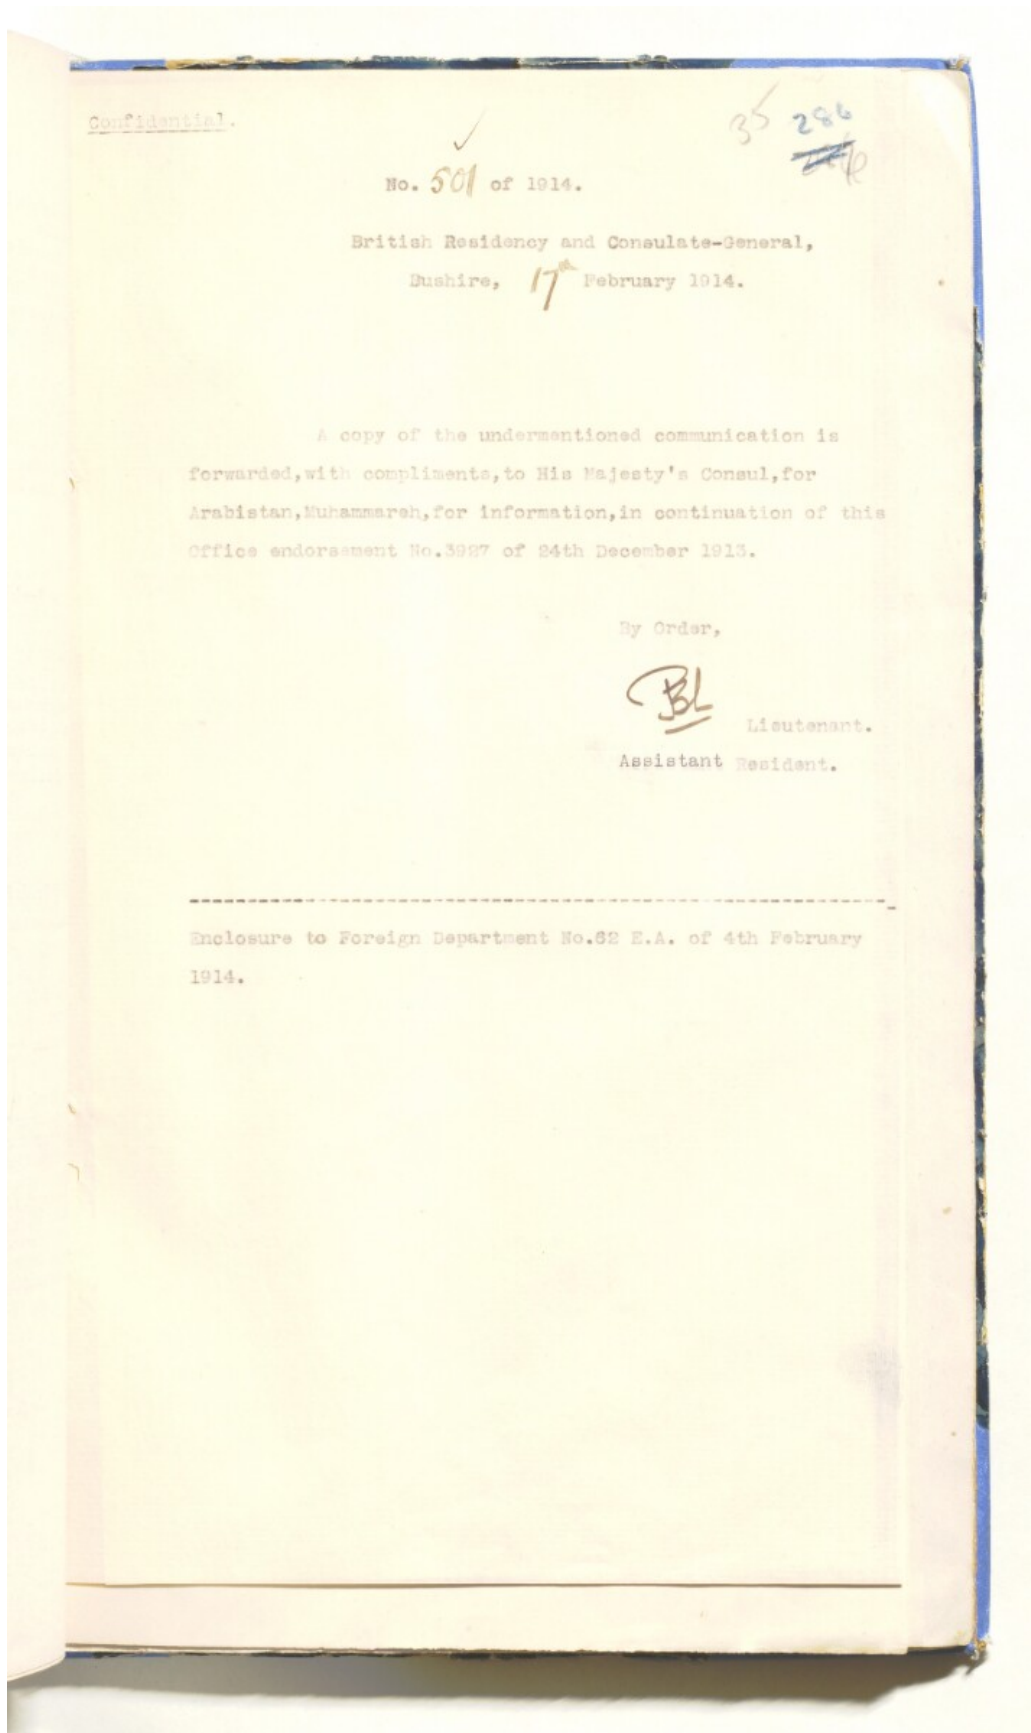 Confidential.
35 286
No. 501 of 1914.
British Residency and Consulate-General,
Bushire, 17th February 1914.
A copy of the undermentioned communication is
forwarded,with compliments,to His Majesty's Consul,for
Arabistan,Muhammareh,for information,in continuation of this
Office endorsement No.3987 of 24th December 1913.
By Order,
Lieutenant.
Assistant Resident.
Enclosure to Foreign Department No.62 E.A. of 4th February
1914.